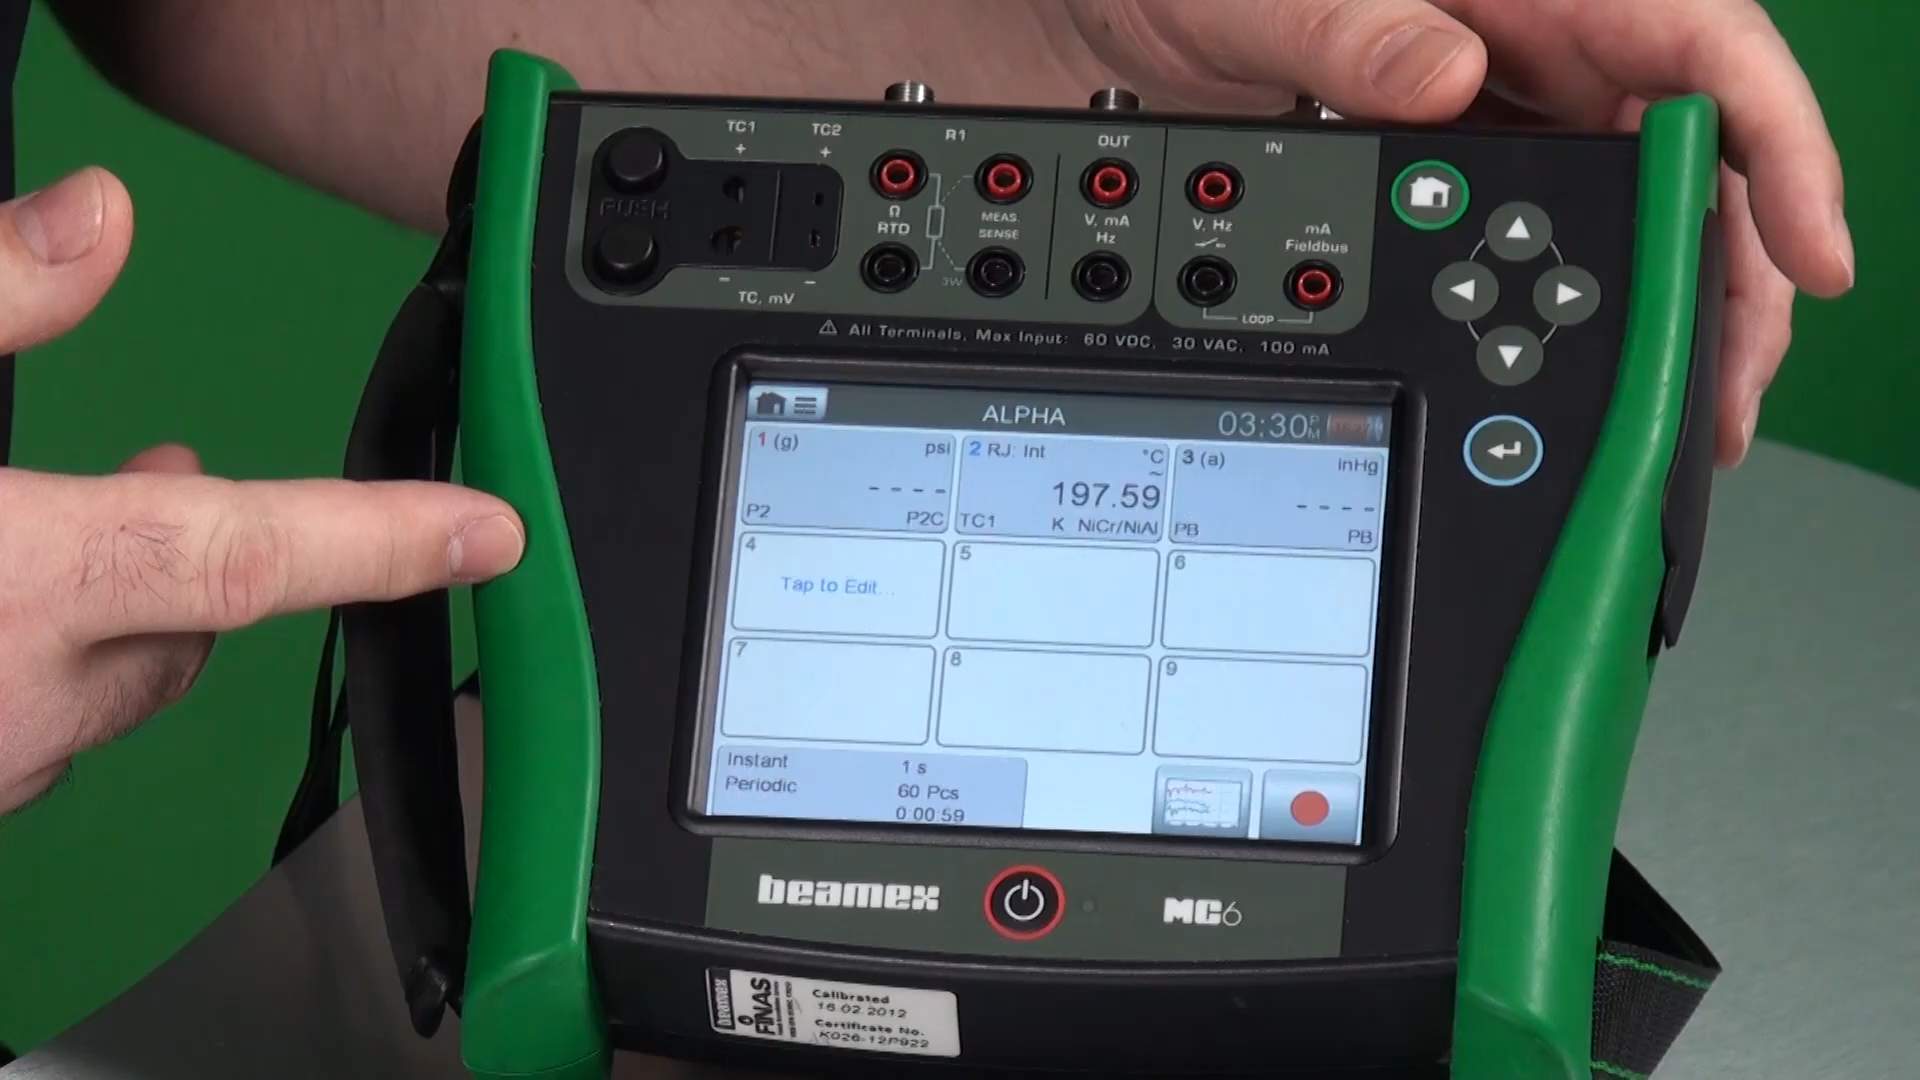 TC1 TC2 R1 OUT IN
+ +
PUSH
Ω
RTD
MEAS.
SENSE
3W
V, mA
Hz
V, Hz
mA
Fieldbus
- -
TC, mV
LOOP
⚠ All Terminals, Max Input: 60 VDC, 30 VAC, 100 mA
ALPHA 03:30 PM
1 (g) psi
- - - -
P2 P2C
2 RJ: Int °C
~
197.59
TC1 K NiCr/NiAl
3 (a) inHg
- - - -
PB PB
4 5 6
Tap to Edit...
7 8 9
Instant 1 s
Periodic 60 Pcs
0:00:59
beamex MC6
beamex
FINAS
Calibrated
16.02.2012
Certificate No.
K026-12P922